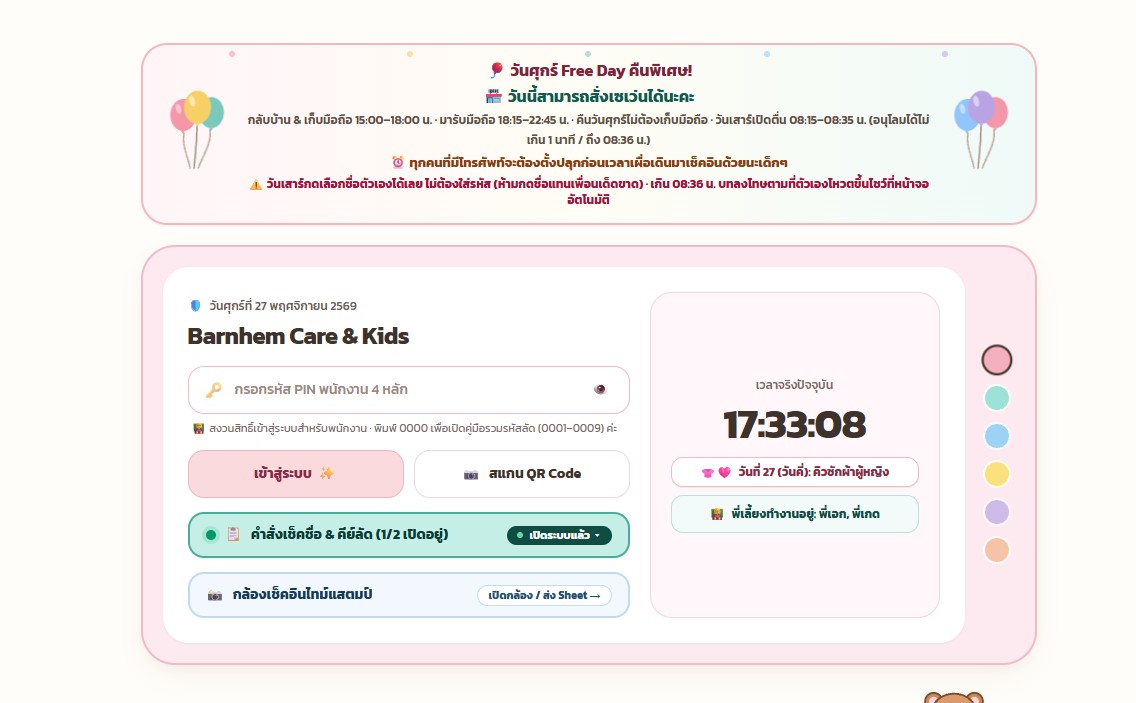 🎈 วันศุกร์ Free Day คืนพิเศษ!
🏪 วันนี้สามารถสั่งเซเว่นได้นะคะ
กลับบ้าน & เก็บมือถือ 15:00–18:00 น. · มารับมือถือ 18:15–22:45 น. · คืนวันศุกร์ไม่ต้องเก็บมือถือ · วันเสาร์เปิดตื่น 08:15–08:35 น. (อนุโลมได้ไม่
เกิน 1 นาที / ถึง 08:36 น.)
⏰ ทุกคนที่มีโทรศัพท์จะต้องตั้งปลุกก่อนเวลาเผื่อเดินมาเช็คอินด้วยนะเด็กๆ
⚠️ วันเสาร์กดเลือกชื่อตัวเองได้เลย ไม่ต้องใส่รหัส (ห้ามกดชื่อแทนเพื่อนเด็ดขาด) · เกิน 08:36 น. บทลงโทษตามที่ตัวเองโหวตขึ้นโชว์ที่หน้าจอ
อัตโนมัติ
วันศุกร์ที่ 27 พฤศจิกายน 2569
Barnhem Care & Kids
กรอกรหัส PIN พนักงาน 4 หลัก
สงวนสิทธิ์เข้าสู่ระบบสำหรับพนักงาน · พิมพ์ 0000 เพื่อเปิดคู่มือรวมรหัสลัด (0001–0009) ค่ะ
เข้าสู่ระบบ ✨
📷 สแกน QR Code
📋 คำสั่งเช็คชื่อ & คีย์ลัด (1/2 เปิดอยู่)
เปิดระบบแล้ว
📷 กล้องเช็คอินไทม์แสตมป์
เปิดกล้อง / ส่ง Sheet →
เวลาจริงปัจจุบัน
17:33:08
วันที่ 27 (วันคี่): คิวซักผ้าผู้หญิง
พี่เลี้ยงทำงานอยู่: พี่เอก, พี่เกด